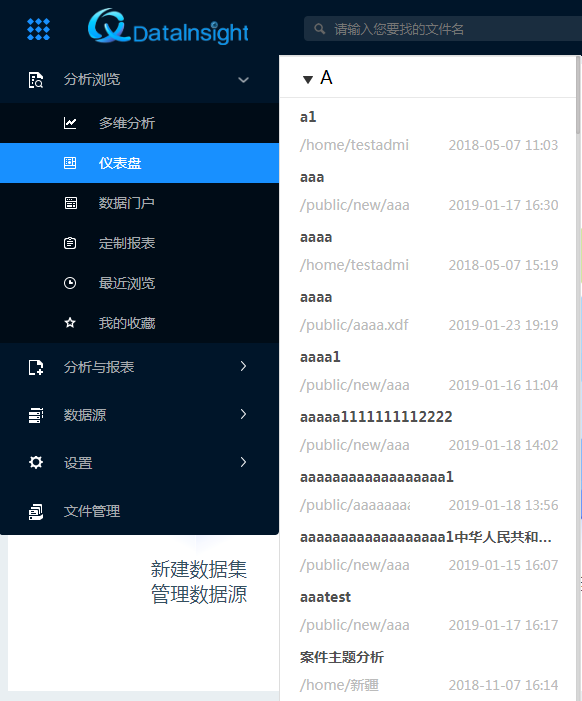 DataInsight
请输入您要找的文件名
分析浏览
多维分析
仪表盘
数据门户
定制报表
最近浏览
我的收藏
分析与报表
数据源
设置
文件管理
新建数据集
管理数据源
A
a1
/home/testadmi 2018-05-07 11:03
aaa
/public/new/aaa 2019-01-17 16:30
aaaa
/home/testadmi 2018-05-07 15:19
aaaa
/public/aaaa.xdf 2019-01-23 19:19
aaaa1
/public/new/aaa 2019-01-16 11:04
aaaaa1111111112222
/public/new/aaa 2019-01-18 14:02
aaaaaaaaaaaaaaaaaa1
/public/aaaaaaaa 2019-01-18 13:56
aaaaaaaaaaaaaaaaaa1中华人民共和...
/public/new/aaa 2019-01-15 16:07
aaatest
/public/new/aaa 2019-01-17 16:17
案件主题分析
/home/新疆 2018-11-07 16:14